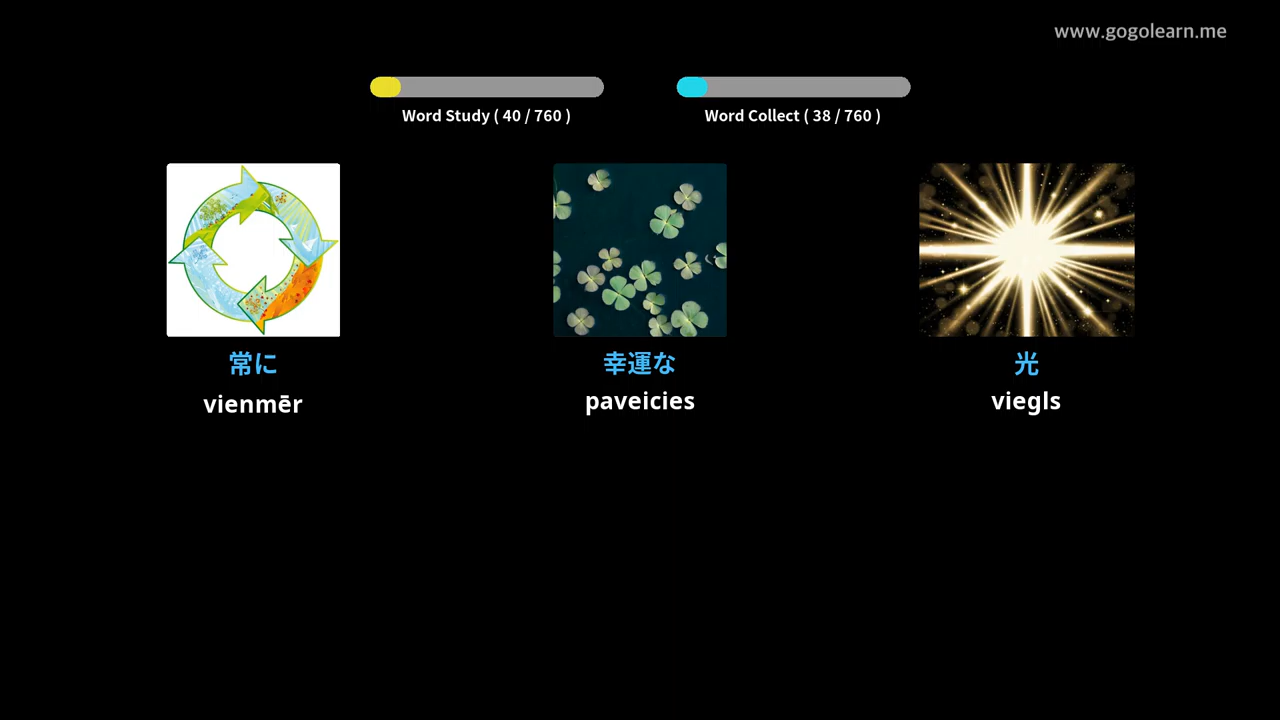 www.gogolearn.me
Word Study ( 40 / 760 )
Word Collect ( 38 / 760 )
常に
vienmēr
幸運な
paveicies
光
viegls